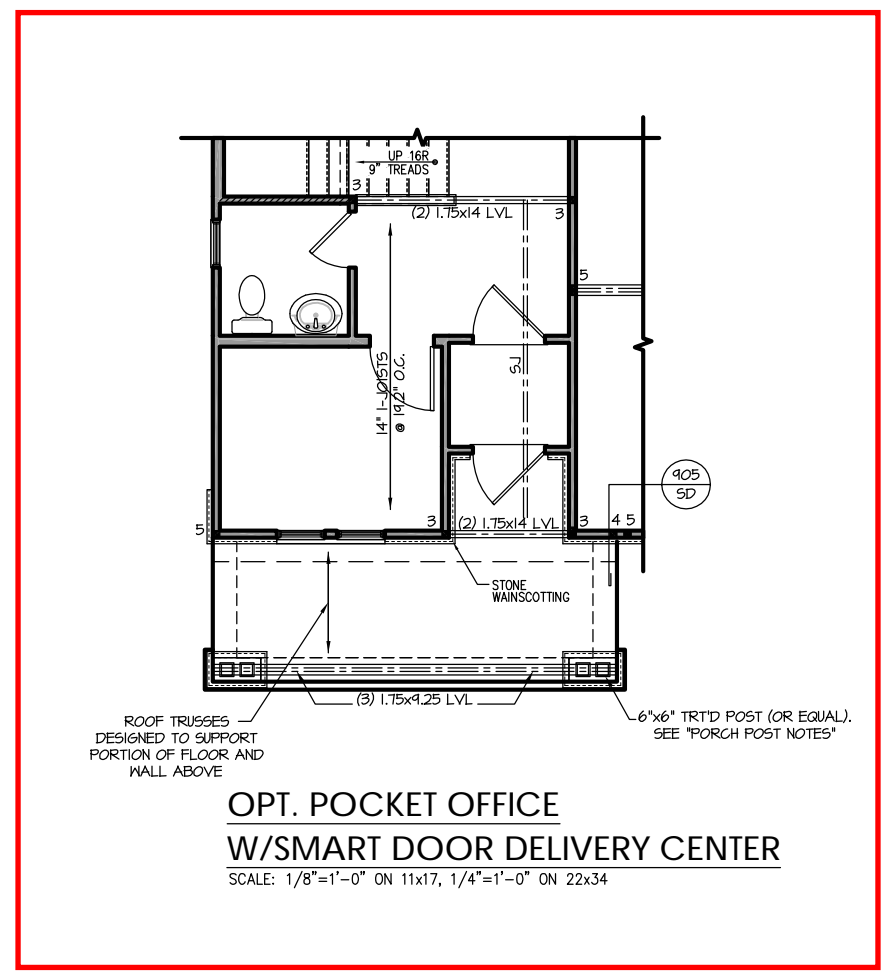 UP 16R
9" TREADS
3
(2) 1.75x14 LVL
3
5
14" I-JOISTS
@ 19.2" O.C.
SJ
905
SD
5
3
(2) 1.75x14 LVL
3
4 5
STONE
WAINSCOTTING
(3) 1.75x9.25 LVL
ROOF TRUSSES
DESIGNED TO SUPPORT
PORTION OF FLOOR AND
WALL ABOVE
6"x6" TRT'D POST (OR EQUAL).
SEE "PORCH POST NOTES"
OPT. POCKET OFFICE
W/SMART DOOR DELIVERY CENTER
SCALE: 1/8"=1'-0" ON 11x17, 1/4"=1'-0" ON 22x34